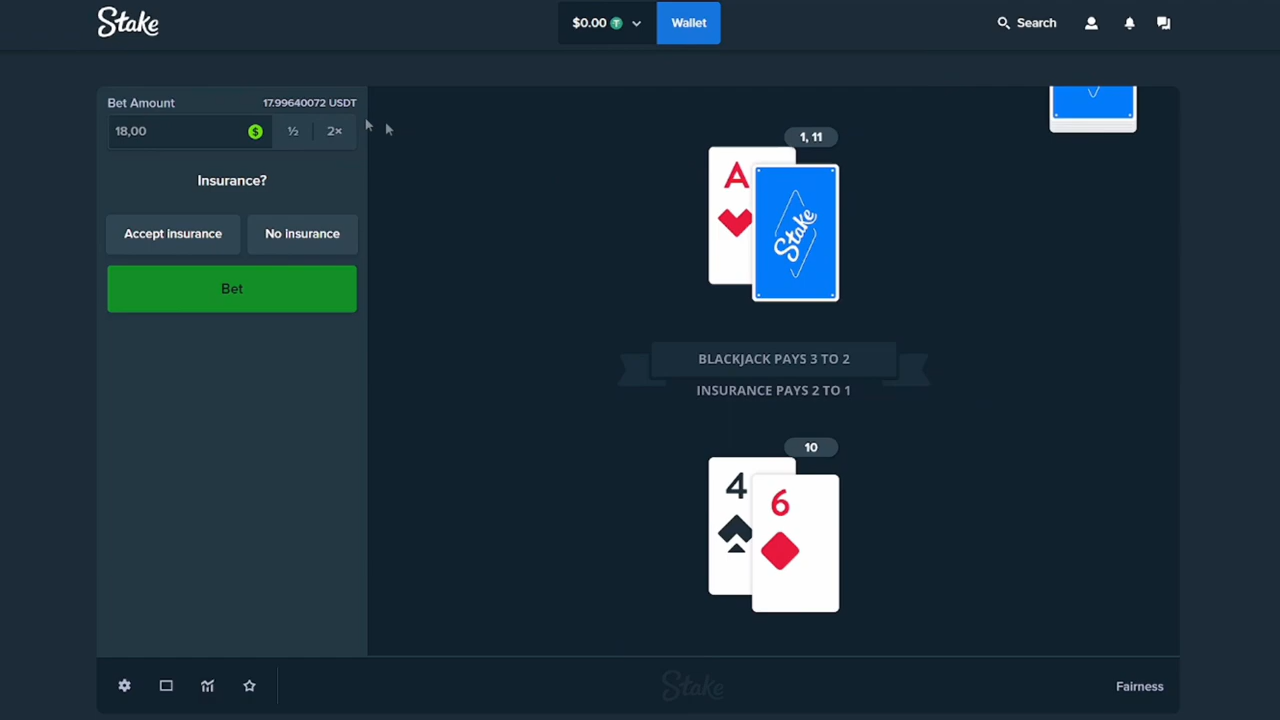 Stake
$0.00
Wallet
Search
Bet Amount
17.99640072 USDT
18,00
½
2×
Insurance?
Accept insurance
No insurance
Bet
1, 11
A
Stake
BLACKJACK PAYS 3 TO 2
INSURANCE PAYS 2 TO 1
10
4
6
Stake
Fairness